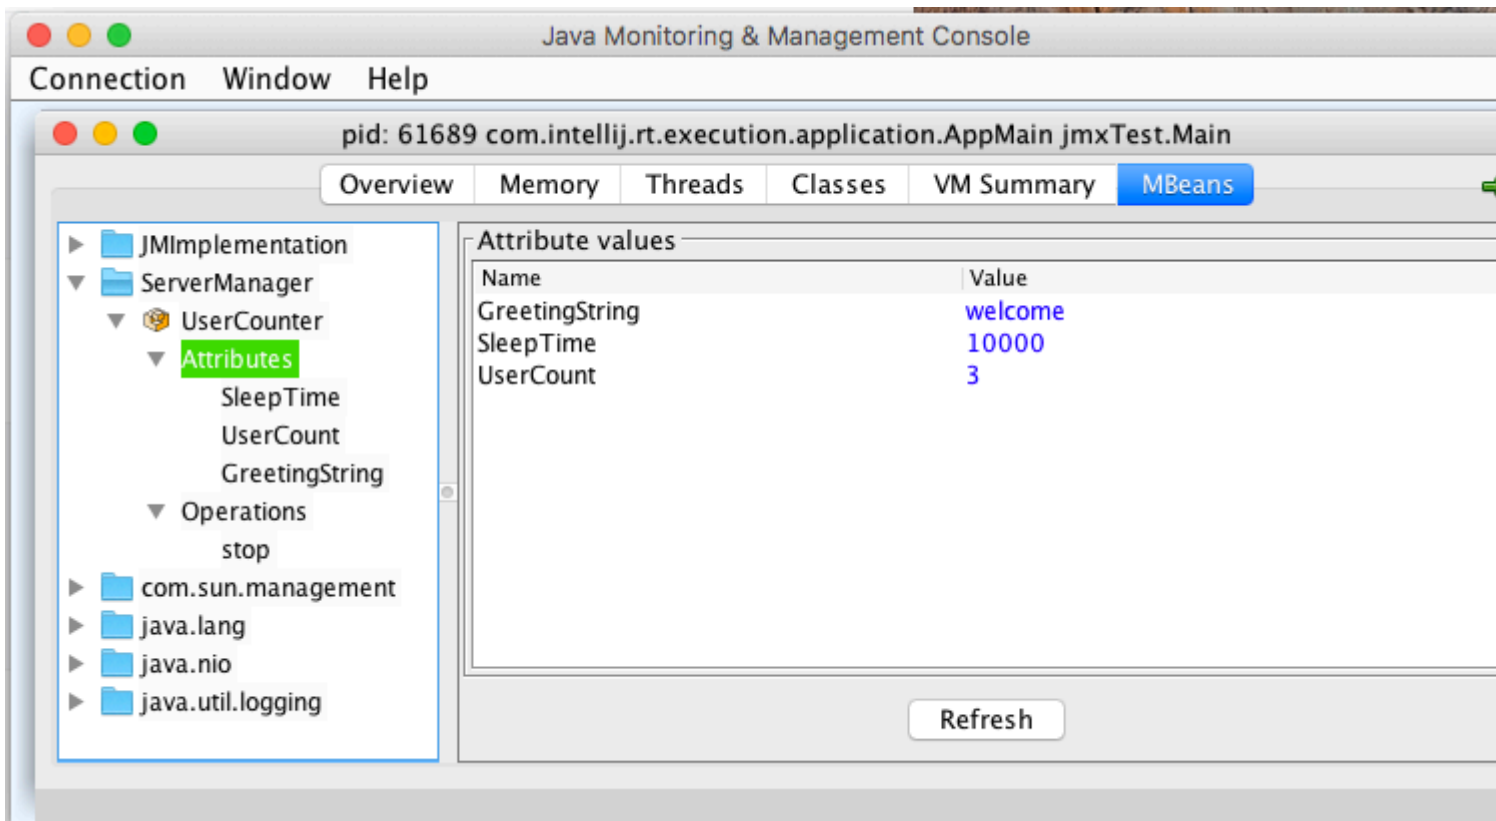 Java Monitoring & Management Console
Connection Window Help
pid: 61689 com.intellij.rt.execution.application.AppMain jmxTest.Main
Overview Memory Threads Classes VM Summary MBeans
JMImplementation
ServerManager
UserCounter
Attributes
SleepTime
UserCount
GreetingString
Operations
stop
com.sun.management
java.lang
java.nio
java.util.logging
Attribute values
Name Value
GreetingString welcome
SleepTime 10000
UserCount 3
Refresh